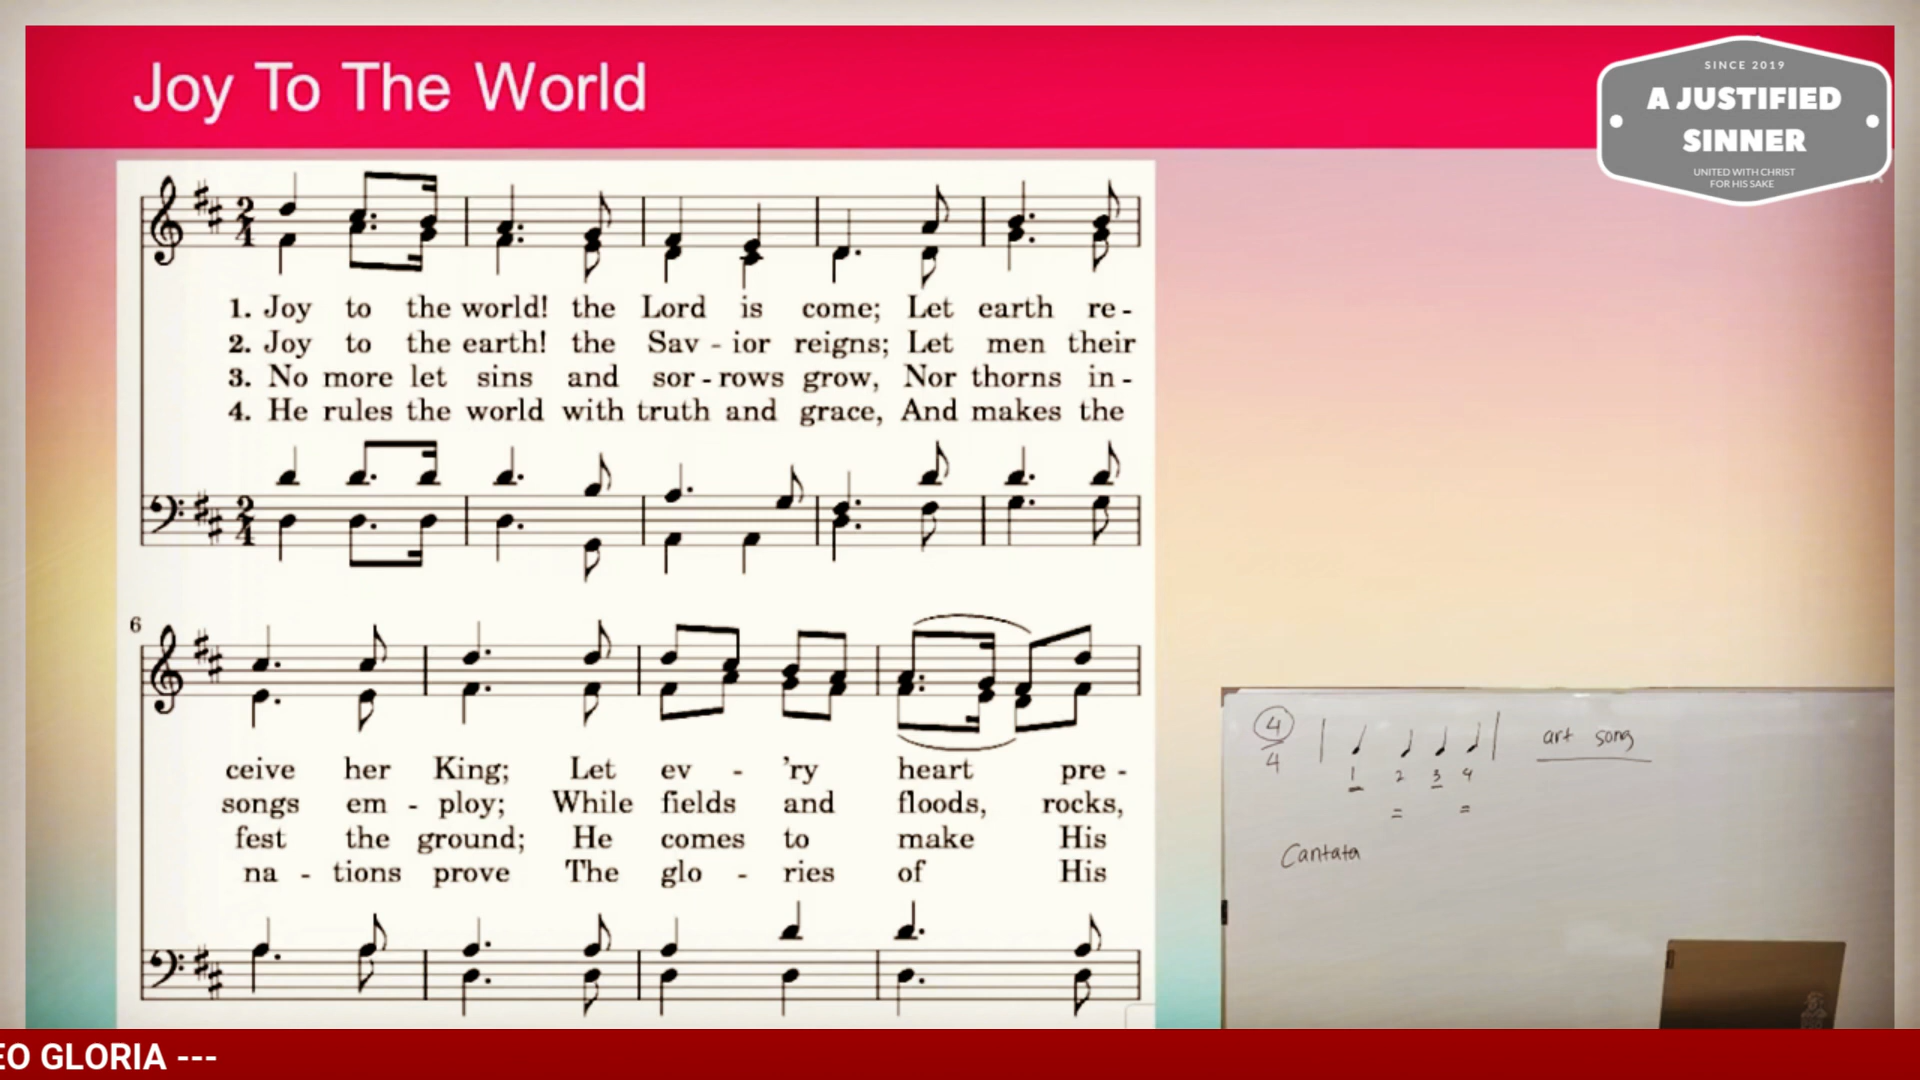 Joy To The World
SINCE 2019
A JUSTIFIED
SINNER
UNITED WITH CHRIST
FOR HIS SAKE
2
4
1. Joy to the world! the Lord is come; Let earth re-
2. Joy to the earth! the Sav - ior reigns; Let men their
3. No more let sins and sor - rows grow, Nor thorns in-
4. He rules the world with truth and grace, And makes the
2
4
6
ceive her King; Let ev - 'ry heart pre -
songs em - ploy; While fields and floods, rocks,
fest the ground; He comes to make His
na - tions prove The glo - ries of His
4
4
1 2 3 4
art song
Cantata
EO GLORIA ---